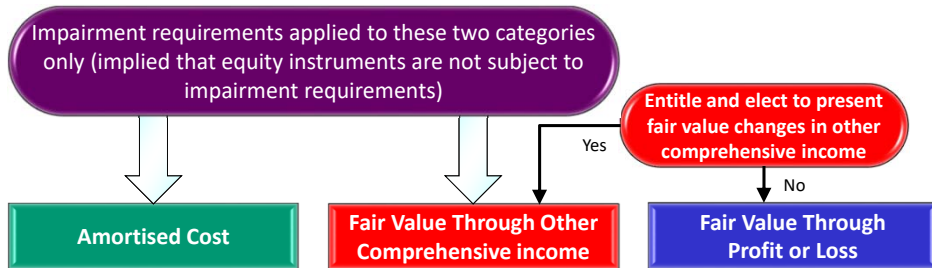 Impairment requirements applied to these two categories
only (implied that equity instruments are not subject to
impairment requirements)
Entitle and elect to present
fair value changes in other
comprehensive income
Yes
No
Amortised Cost
Fair Value Through Other
Comprehensive income
Fair Value Through
Profit or Loss